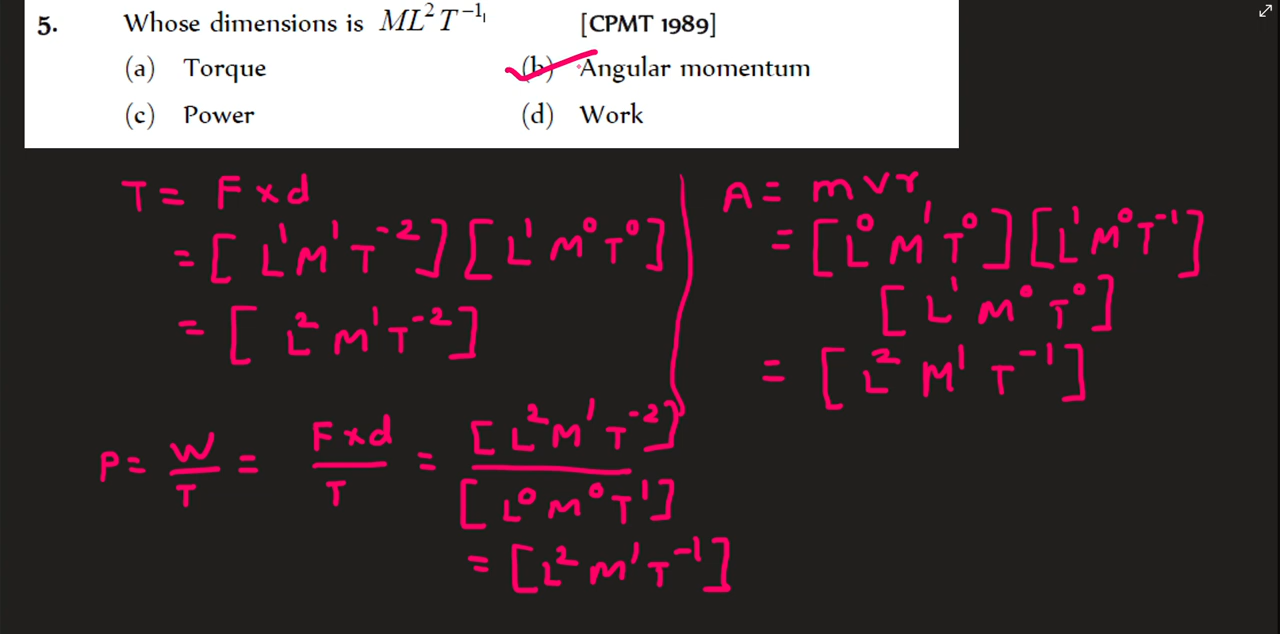 5. Whose dimensions is ML²T⁻¹ [CPMT 1989]
(a) Torque (b) Angular momentum
(c) Power (d) Work
T = F × d
= [L¹M¹T⁻²] [L¹M⁰T⁰]
= [L²M¹T⁻²]
A = mvr
= [L⁰M¹T⁰] [L¹M⁰T⁻¹]
[L¹M⁰T⁰]
= [L²M¹T⁻¹]
P = W/T = F×d/T = [L²M¹T⁻²]/[L⁰M⁰T¹]
= [L²M¹T⁻¹]